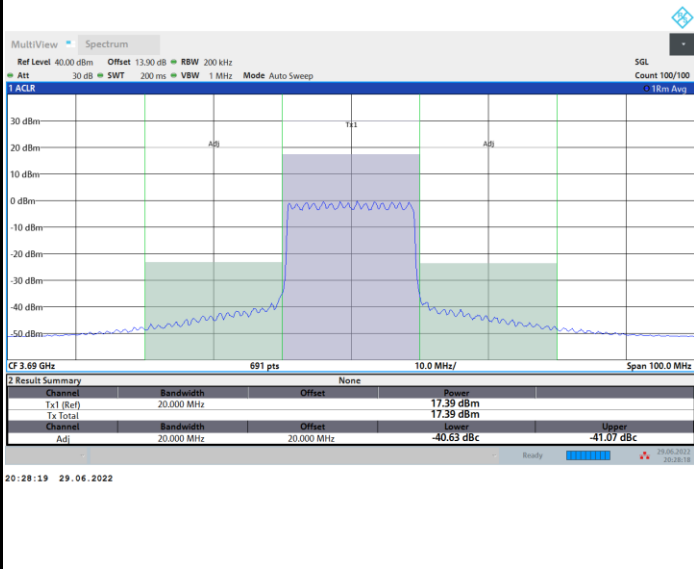 MultiView Spectrum
Ref Level 40.00 dBm Offset 13.90 dB RBW 200 kHz SGL
Att 30 dB SWT 200 ms VBW 1 MHz Mode Auto Sweep Count 100/100
1 ACLR 1Rm Avg
30 dBm
Tx1
20 dBm Adj Adj
10 dBm
0 dBm
-10 dBm
-20 dBm
-30 dBm
-40 dBm
-50 dBm
CF 3.69 GHz 691 pts 10.0 MHz/ Span 100.0 MHz
2 Result Summary None
Channel Bandwidth Offset Power
Tx1 (Ref) 20.000 MHz 17.39 dBm
Tx Total 17.39 dBm
Channel Bandwidth Offset Lower Upper
Adj 20.000 MHz 20.000 MHz -40.63 dBc -41.07 dBc
Ready 29.06.2022
20:28:18
20:28:19 29.06.2022